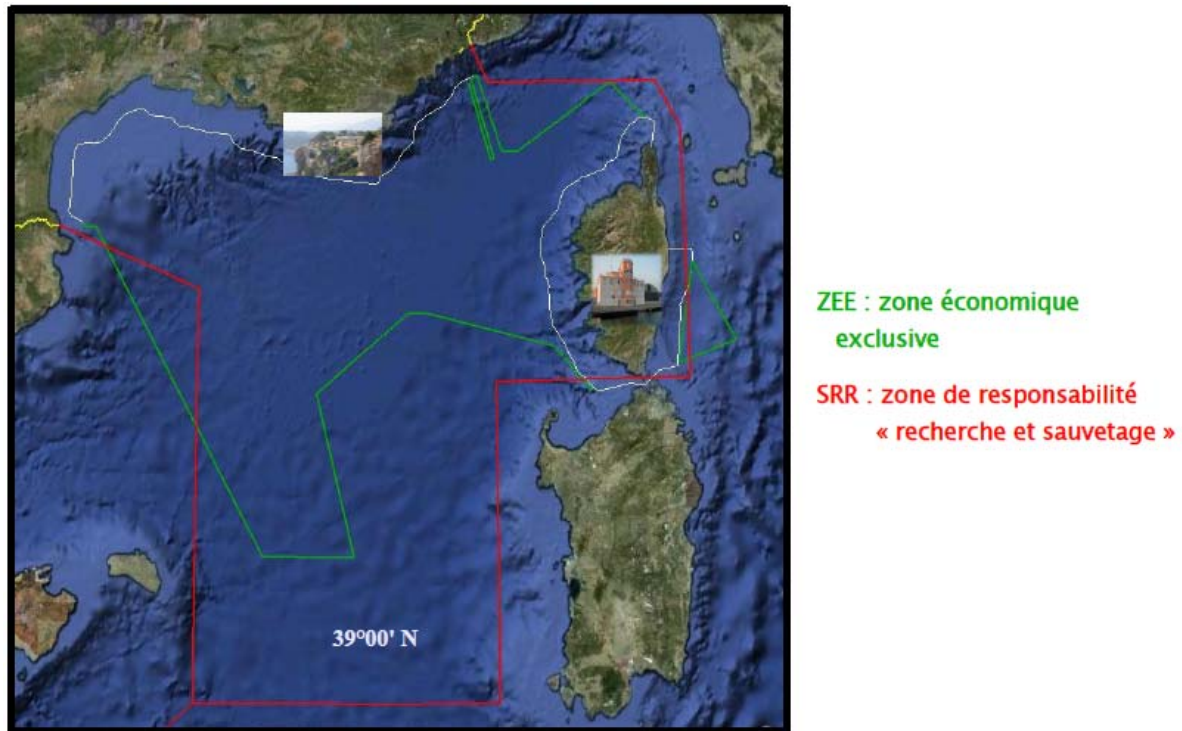 ZEE : zone économique
exclusive
SRR : zone de responsabilité
« recherche et sauvetage »
39°00' N